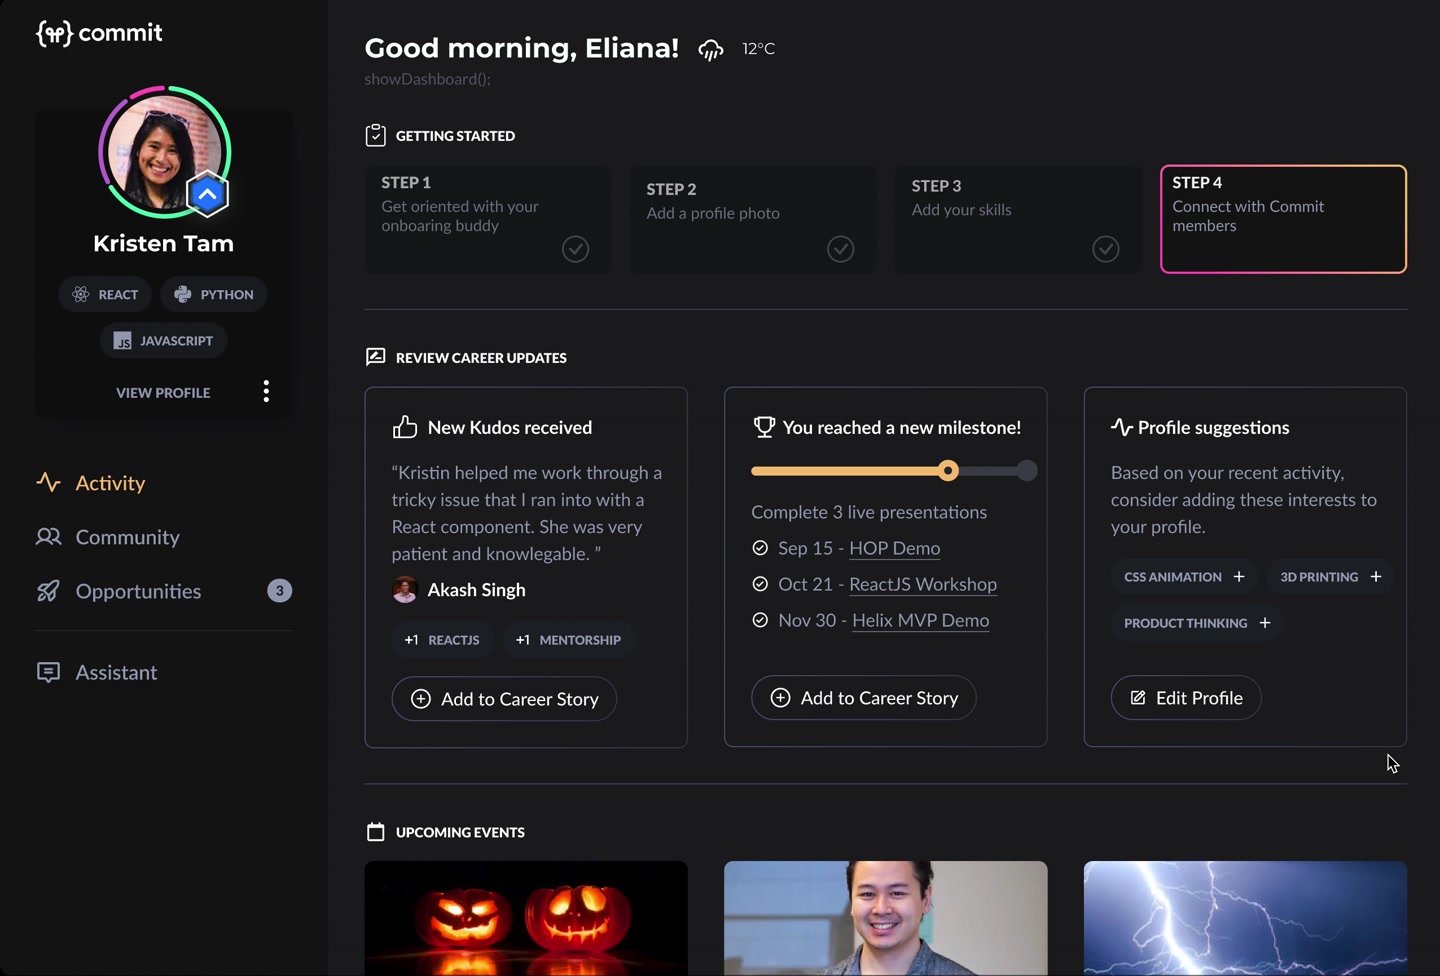 commit
Kristen Tam
REACT
PYTHON
JS
JAVASCRIPT
VIEW PROFILE
Activity
Community
Opportunities
3
Assistant
Good morning, Eliana!
12°C
showDashboard();
GETTING STARTED
STEP 1
Get oriented with your
onboaring buddy
STEP 2
Add a profile photo
STEP 3
Add your skills
STEP 4
Connect with Commit
members
REVIEW CAREER UPDATES
New Kudos received
“Kristin helped me work through a
tricky issue that I ran into with a
React component. She was very
patient and knowlegable. ”
Akash Singh
+1 REACTJS
+1 MENTORSHIP
Add to Career Story
You reached a new milestone!
Complete 3 live presentations
Sep 15 - HOP Demo
Oct 21 - ReactJS Workshop
Nov 30 - Helix MVP Demo
Add to Career Story
Profile suggestions
Based on your recent activity,
consider adding these interests to
your profile.
CSS ANIMATION +
3D PRINTING +
PRODUCT THINKING +
Edit Profile
UPCOMING EVENTS